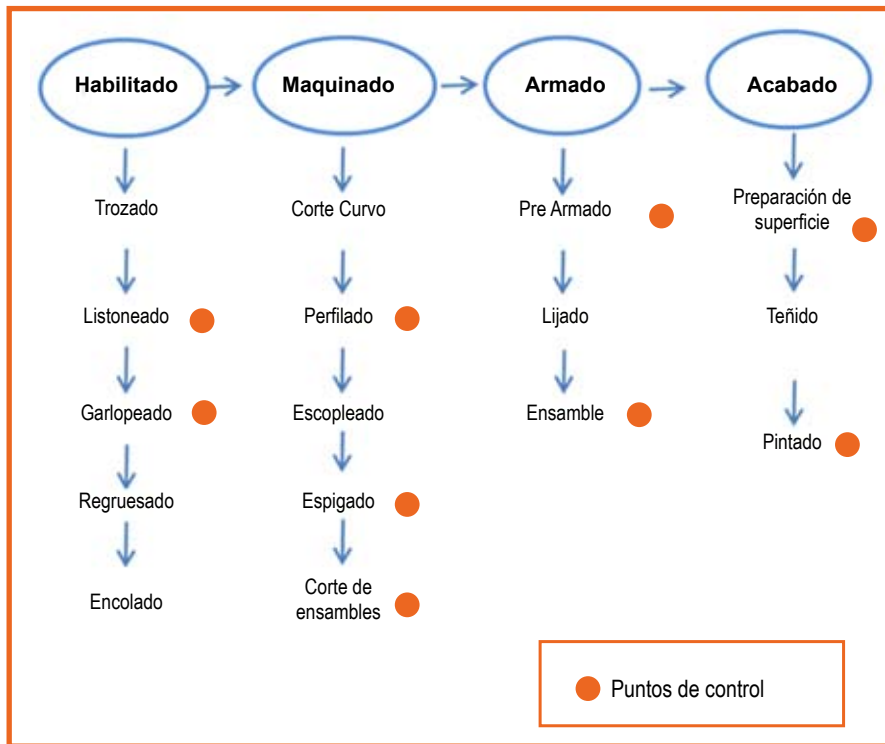 Habilitado
Maquinado
Armado
Acabado
Trozado
Listoneado
Garlopeado
Regruesado
Encolado
Corte Curvo
Perfilado
Escopleado
Espigado
Corte de
ensambles
Pre Armado
Lijado
Ensamble
Preparación de
superficie
Teñido
Pintado
Puntos de control